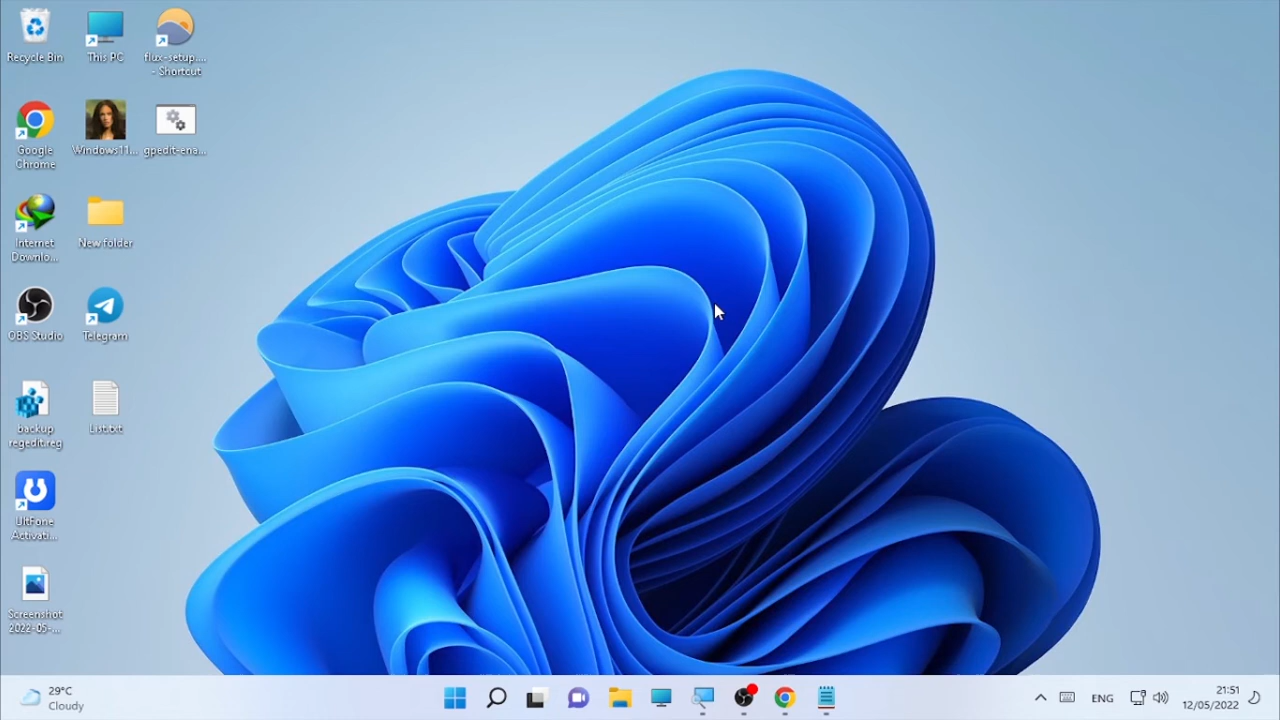 Recycle Bin
This PC
flux-setup....
- Shortcut
Google
Chrome
Windows11...
gpedit-ena...
Internet
Downlo...
New folder
OBS Studio
Telegram
backup
regedit.reg
List.txt
UltFone
Activati...
Screenshot
2022-05-...
29°C
Cloudy
ENG
21:51
12/05/2022